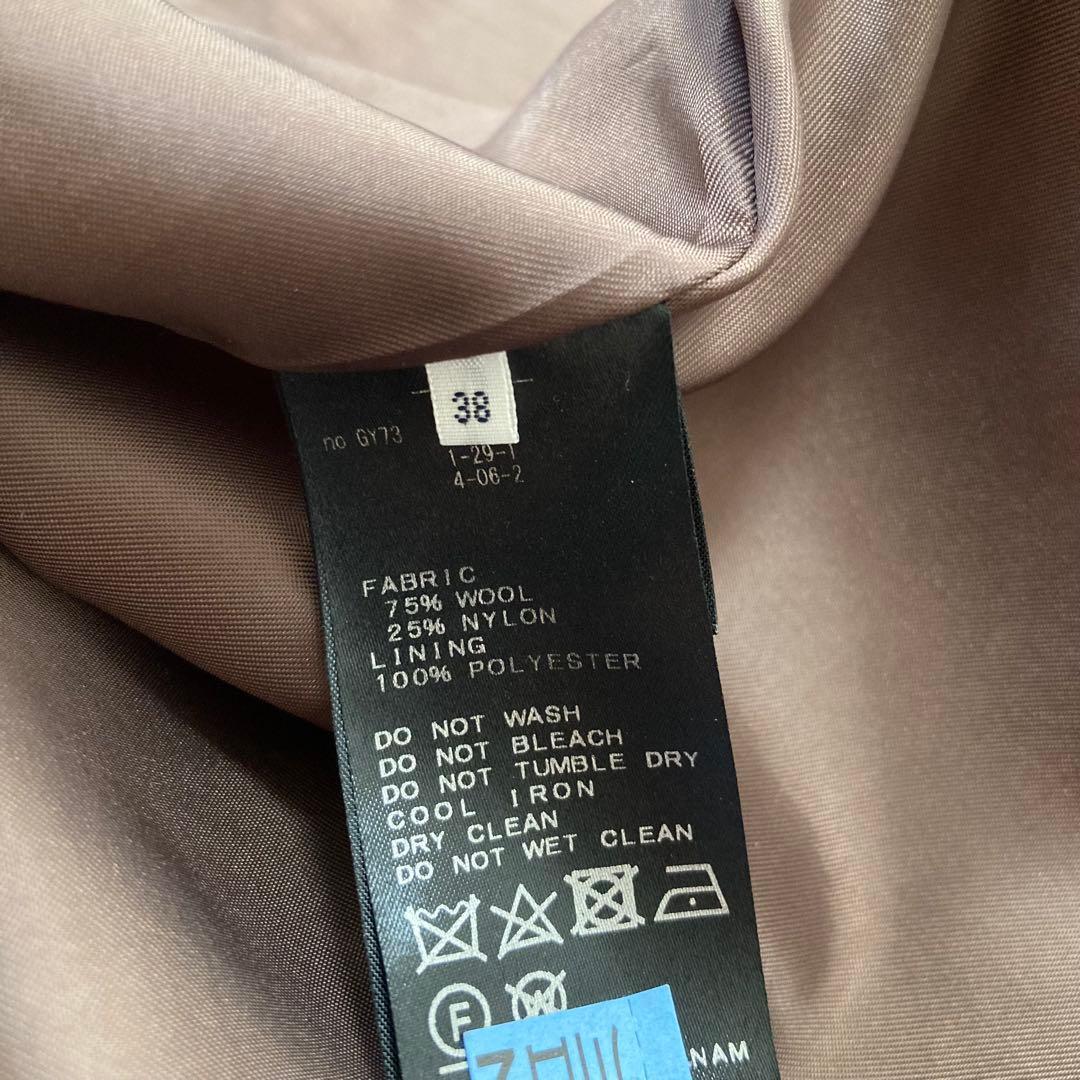 38
no GY73
1-29-1
4-06-2
FABRIC
75% WOOL
25% NYLON
LINING
100% POLYESTER
DO NOT WASH
DO NOT BLEACH
DO NOT TUMBLE DRY
COOL IRON
DRY CLEAN
DO NOT WET CLEAN
F W
NAM